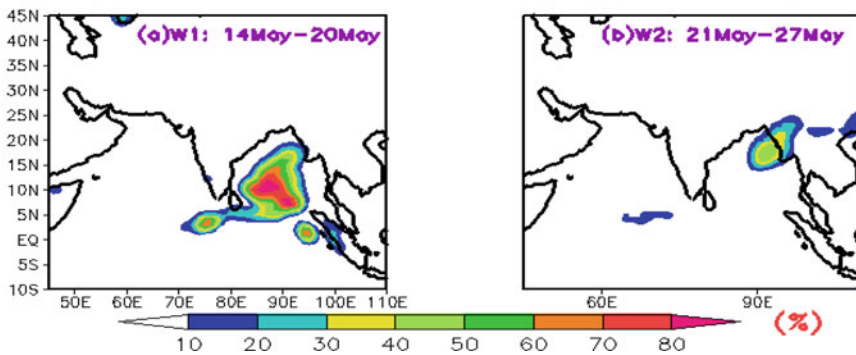 (a)W1: 14May-20May
(b)W2: 21May-27May
45N
40N
35N
30N
25N
20N
15N
10N
5N
EQ
5S
10S
50E 60E 70E 80E 90E 100E 110E
60E 90E
10 20 30 40 50 60 70 80
(%)